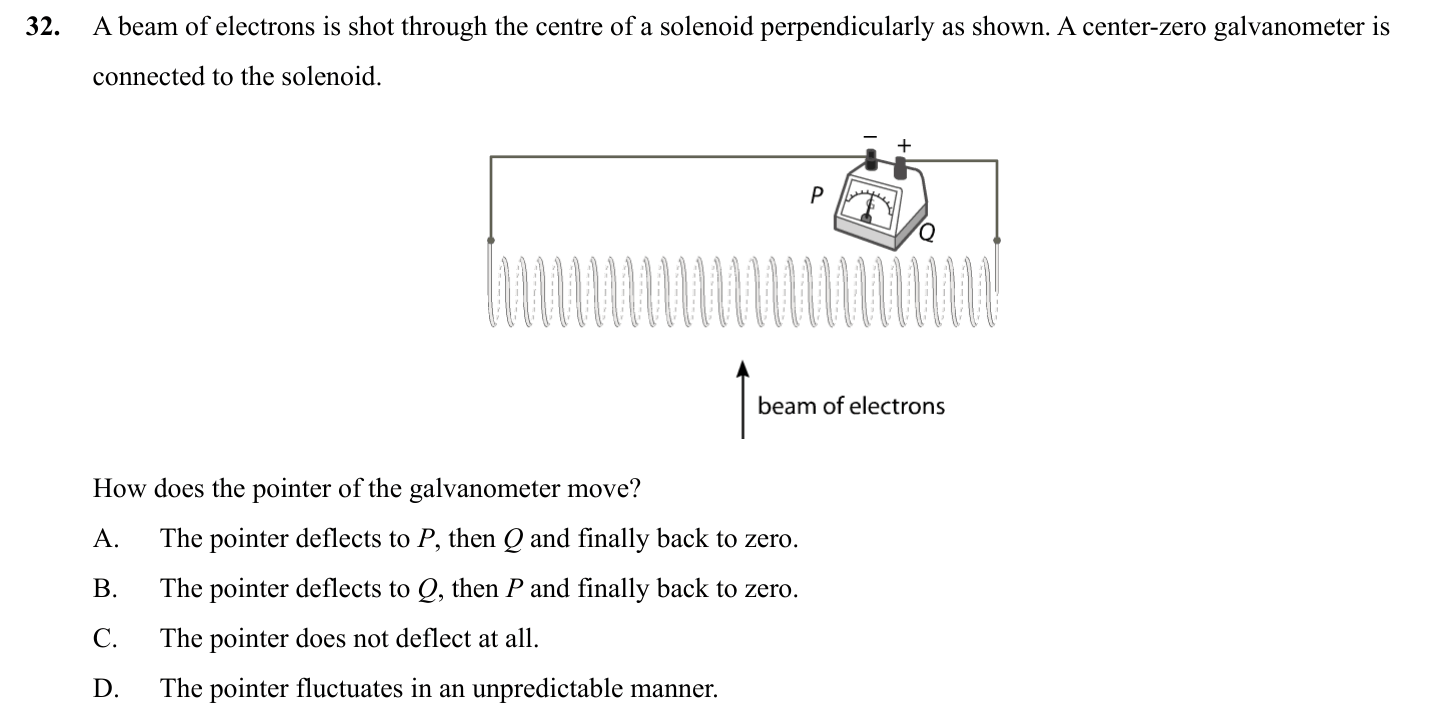 32. A beam of electrons is shot through the centre of a solenoid perpendicularly as shown. A center-zero galvanometer is
connected to the solenoid.
− +
P
G
Q
beam of electrons
How does the pointer of the galvanometer move?
A. The pointer deflects to P, then Q and finally back to zero.
B. The pointer deflects to Q, then P and finally back to zero.
C. The pointer does not deflect at all.
D. The pointer fluctuates in an unpredictable manner.